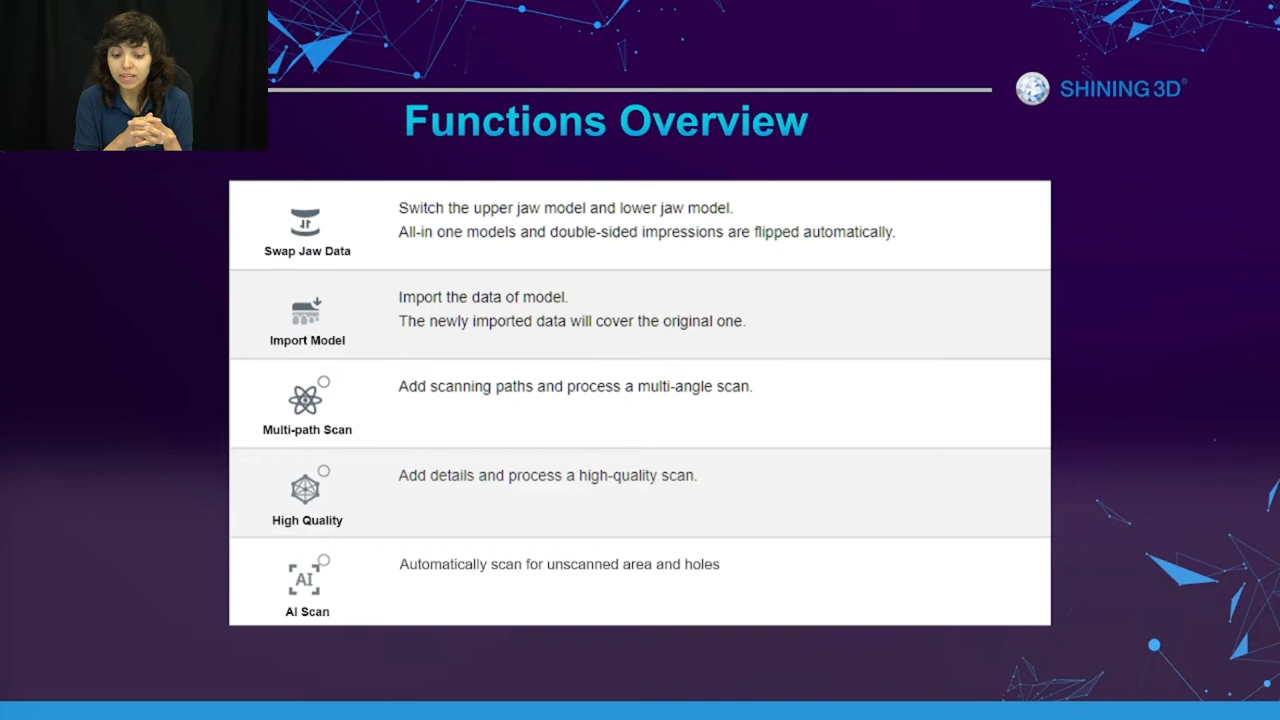 SHINING 3D®
Functions Overview
Switch the upper jaw model and lower jaw model.
All-in one models and double-sided impressions are flipped automatically.
Swap Jaw Data
Import the data of model.
The newly imported data will cover the original one.
Import Model
Add scanning paths and process a multi-angle scan.
Multi-path Scan
Add details and process a high-quality scan.
High Quality
Automatically scan for unscanned area and holes
AI
AI Scan